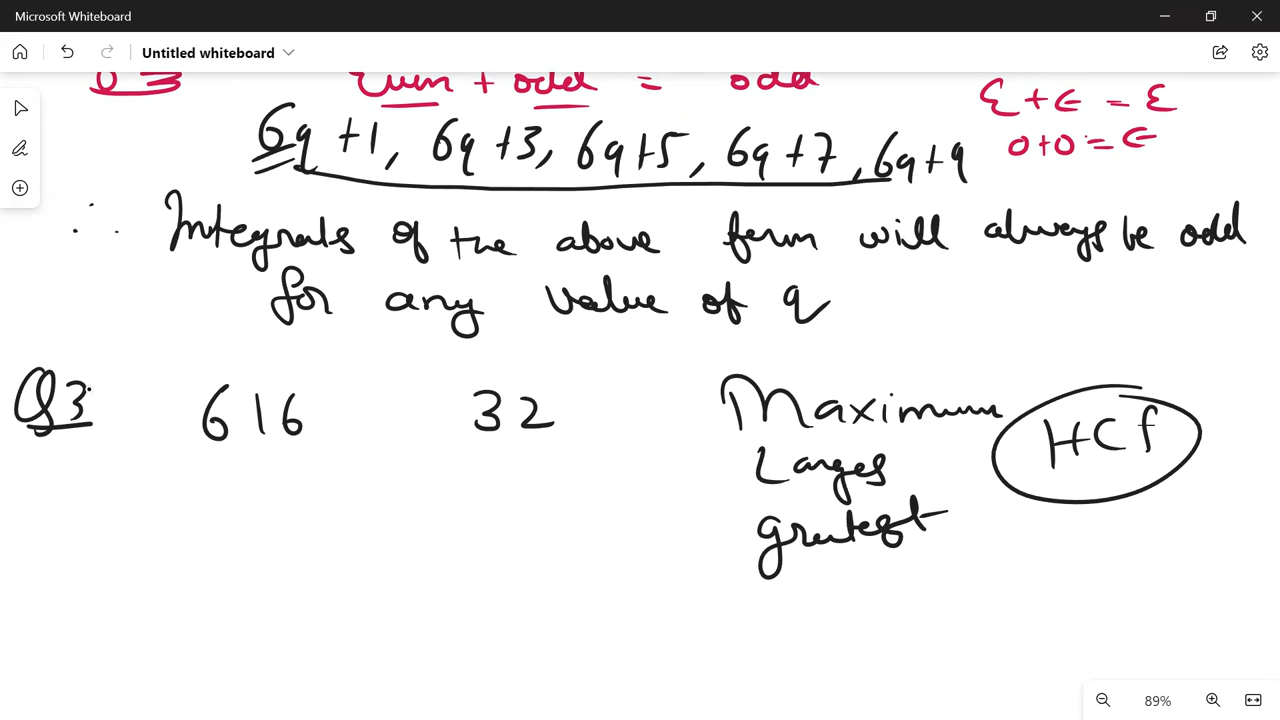 Microsoft Whiteboard
Untitled whiteboard
Even + odd = odd
E + E = E
6q +1, 6q +3, 6q+5, 6q +7, 6q+9
O+O = E
∴ Integrals of the above form will always be odd
for any value of q
Q3 616 32 Maximum HCf
Larges
greatest
89%